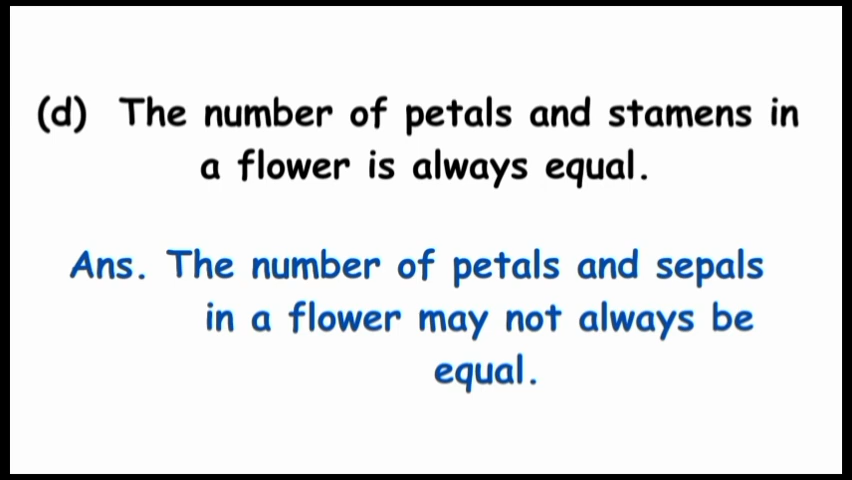 (d) The number of petals and stamens in
a flower is always equal.
Ans. The number of petals and sepals
in a flower may not always be
equal.